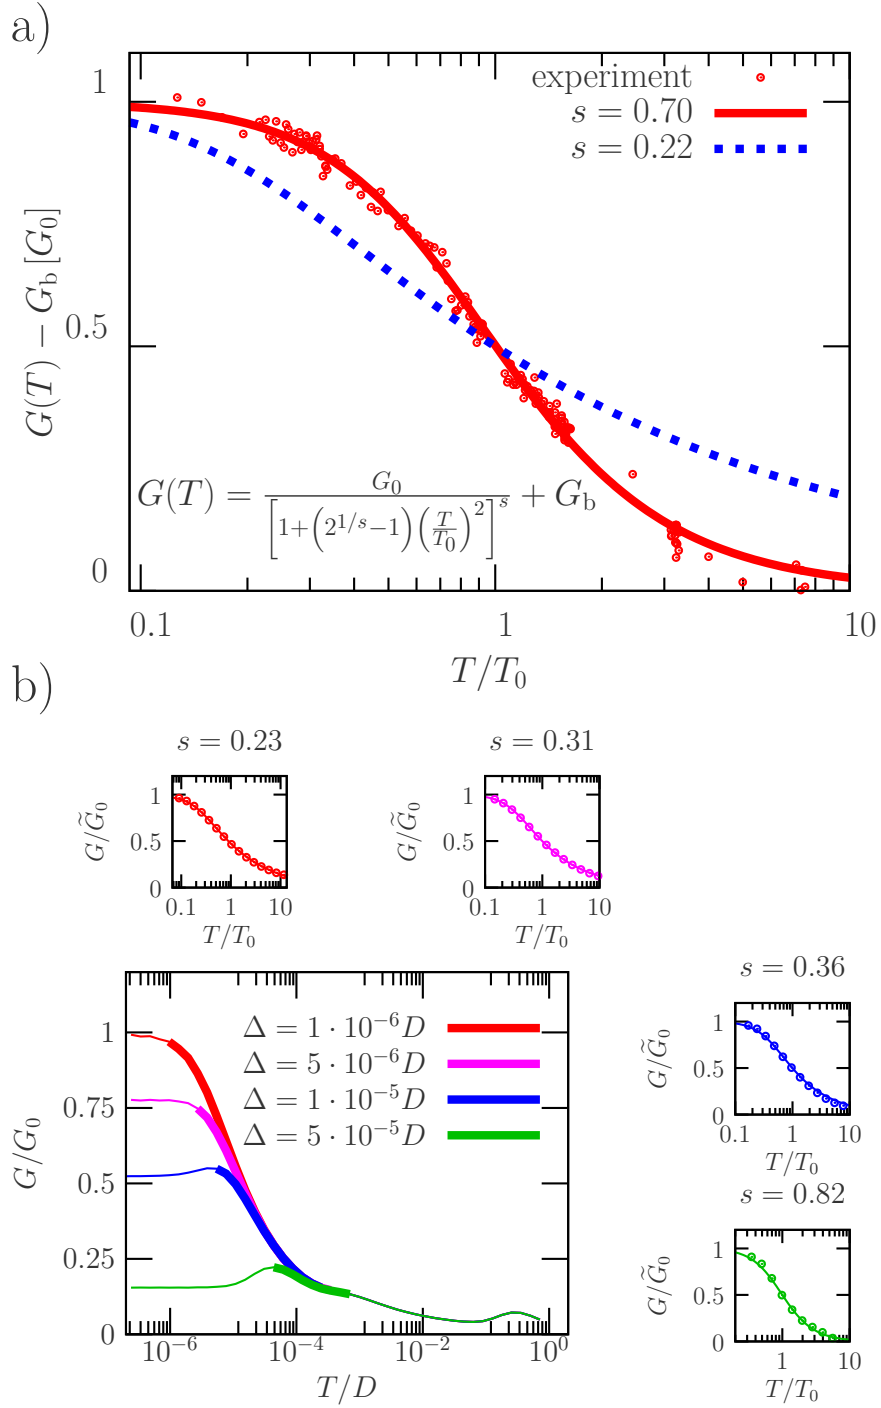 a)
1
0.5
0
G(T) − G_b [G_0]
experiment
s = 0.70
s = 0.22
G(T) = G_0 / [1+(2^{1/s}−1)(T/T_0)^2]^s + G_b
0.1 1 10
T/T_0
b)
s = 0.23
G/G̃_0
1
0.5
0
0.1 1 10
T/T_0
s = 0.31
G/G̃_0
1
0.5
0
0.1 1 10
T/T_0
G/G_0
1
0.75
0.5
0.25
0
Δ = 1 · 10^{−6}D
Δ = 5 · 10^{−6}D
Δ = 1 · 10^{−5}D
Δ = 5 · 10^{−5}D
10^{−6} 10^{−4} 10^{−2} 10^0
T/D
s = 0.36
G/G̃_0
1
0.5
0
0.1 1 10
T/T_0
s = 0.82
G/G̃_0
1
0.5
0
1 10
T/T_0